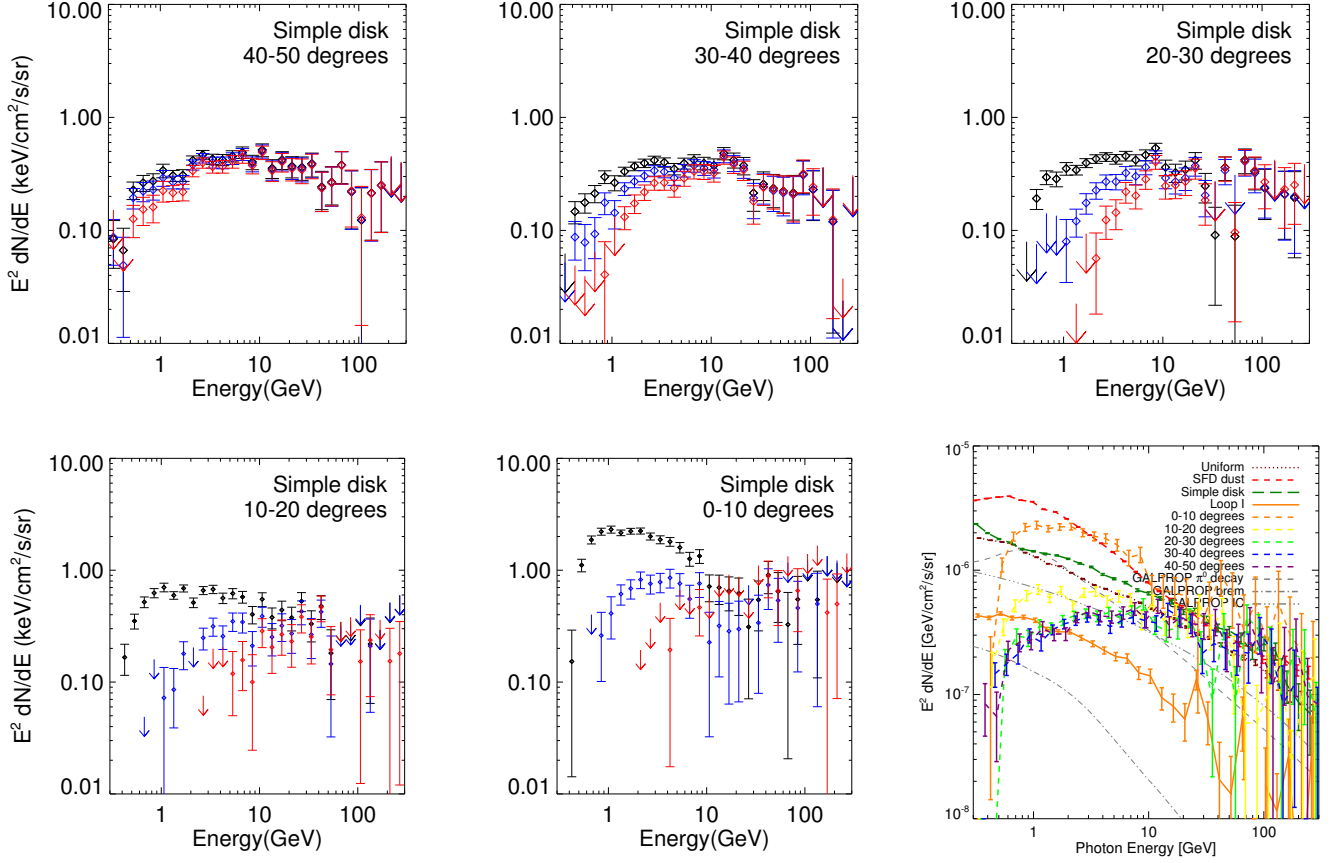 10.00
1.00
0.10
0.01
E² dN/dE (keV/cm²/s/sr)
Simple disk
40-50 degrees
1
10
100
Energy(GeV)
10.00
1.00
0.10
0.01
Simple disk
30-40 degrees
1
10
100
Energy(GeV)
10.00
1.00
0.10
0.01
Simple disk
20-30 degrees
1
10
100
Energy(GeV)
10.00
1.00
0.10
0.01
E² dN/dE (keV/cm²/s/sr)
Simple disk
10-20 degrees
1
10
100
Energy(GeV)
10.00
1.00
0.10
0.01
Simple disk
0-10 degrees
1
10
100
Energy(GeV)
10⁻⁵
10⁻⁶
10⁻⁷
10⁻⁸
E² dN/dE [GeV/cm²/s/sr]
Uniform
SFD dust
Simple disk
Loop I
0-10 degrees
10-20 degrees
20-30 degrees
30-40 degrees
40-50 degrees
GALPROP π⁰ decay
GALPROP brem
GALPROP IC
1
10
100
Photon Energy [GeV]